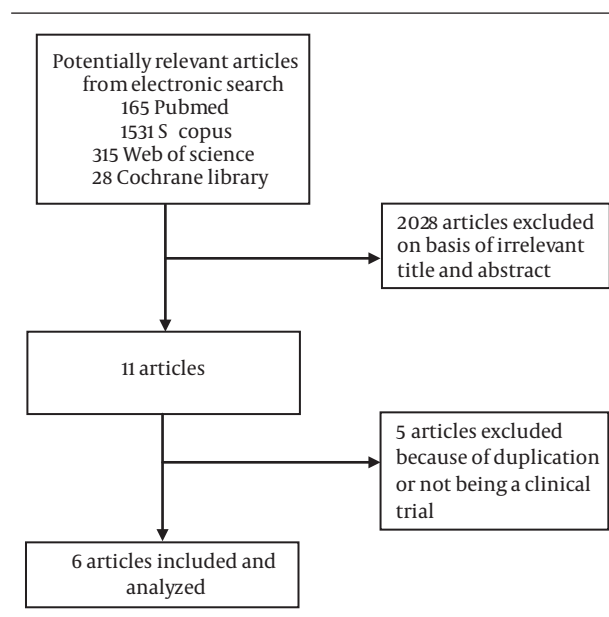 Potentially relevant articles
from electronic search
165 Pubmed
1531 S copus
315 Web of science
28 Cochrane library
2028 articles excluded
on basis of irrelevant
title and abstract
11 articles
5 articles excluded
because of duplication
or not being a clinical
trial
6 articles included and
analyzed